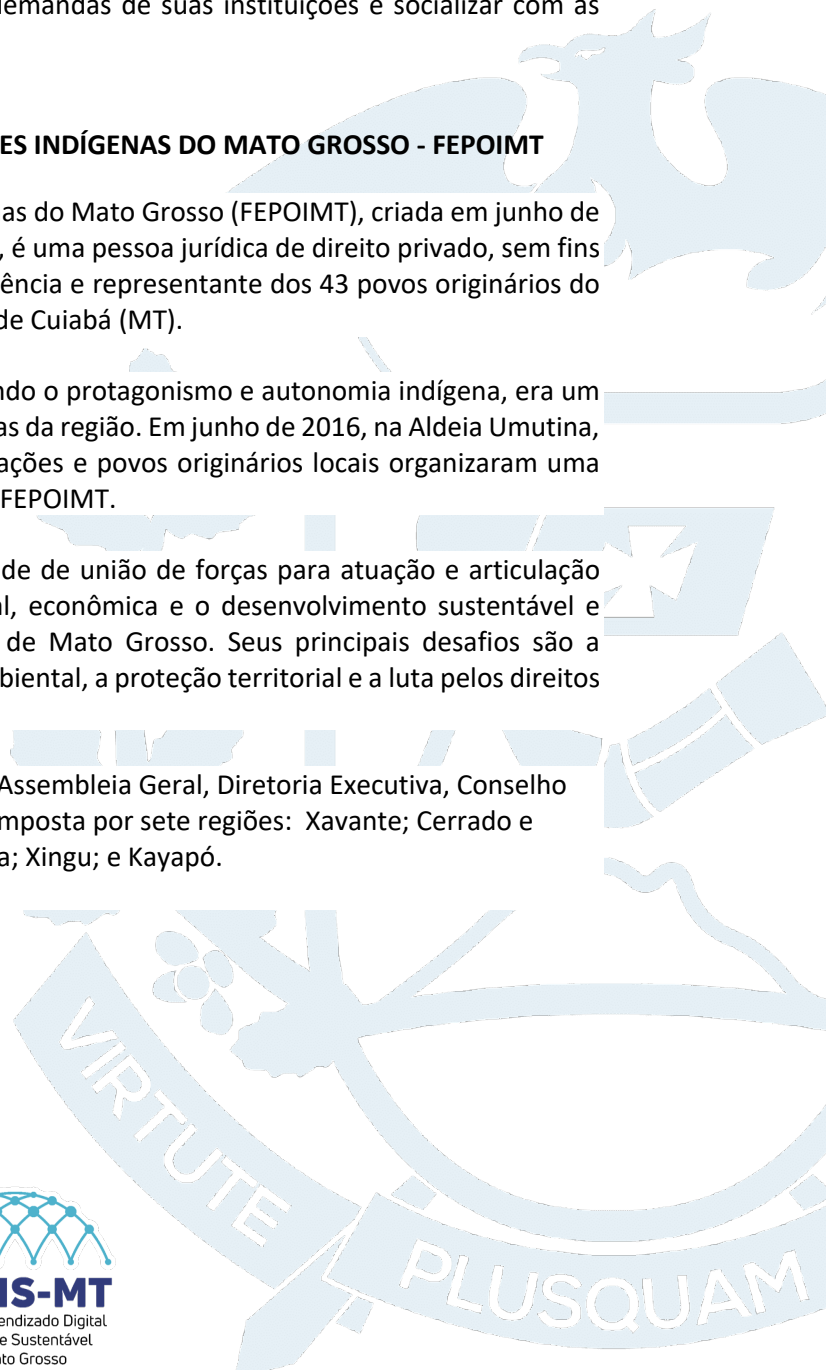 demandas de suas instituições e socializar com as
ES INDÍGENAS DO MATO GROSSO - FEPOIMT
as do Mato Grosso (FEPOIMT), criada em junho de
, é uma pessoa jurídica de direito privado, sem fins
ência e representante dos 43 povos originários do
de Cuiabá (MT).
ndo o protagonismo e autonomia indígena, era um
as da região. Em junho de 2016, na Aldeia Umutina,
ações e povos originários locais organizaram uma
FEPOIMT.
de de união de forças para atuação e articulação
al, econômica e o desenvolvimento sustentável e
de Mato Grosso. Seus principais desafios são a
biental, a proteção territorial e a luta pelos direitos
Assembleia Geral, Diretoria Executiva, Conselho
mposta por sete regiões: Xavante; Cerrado e
a; Xingu; e Kayapó.
VIRTUTE PLUSQUAM
IS-MT
endizado Digital
e Sustentável
to Grosso